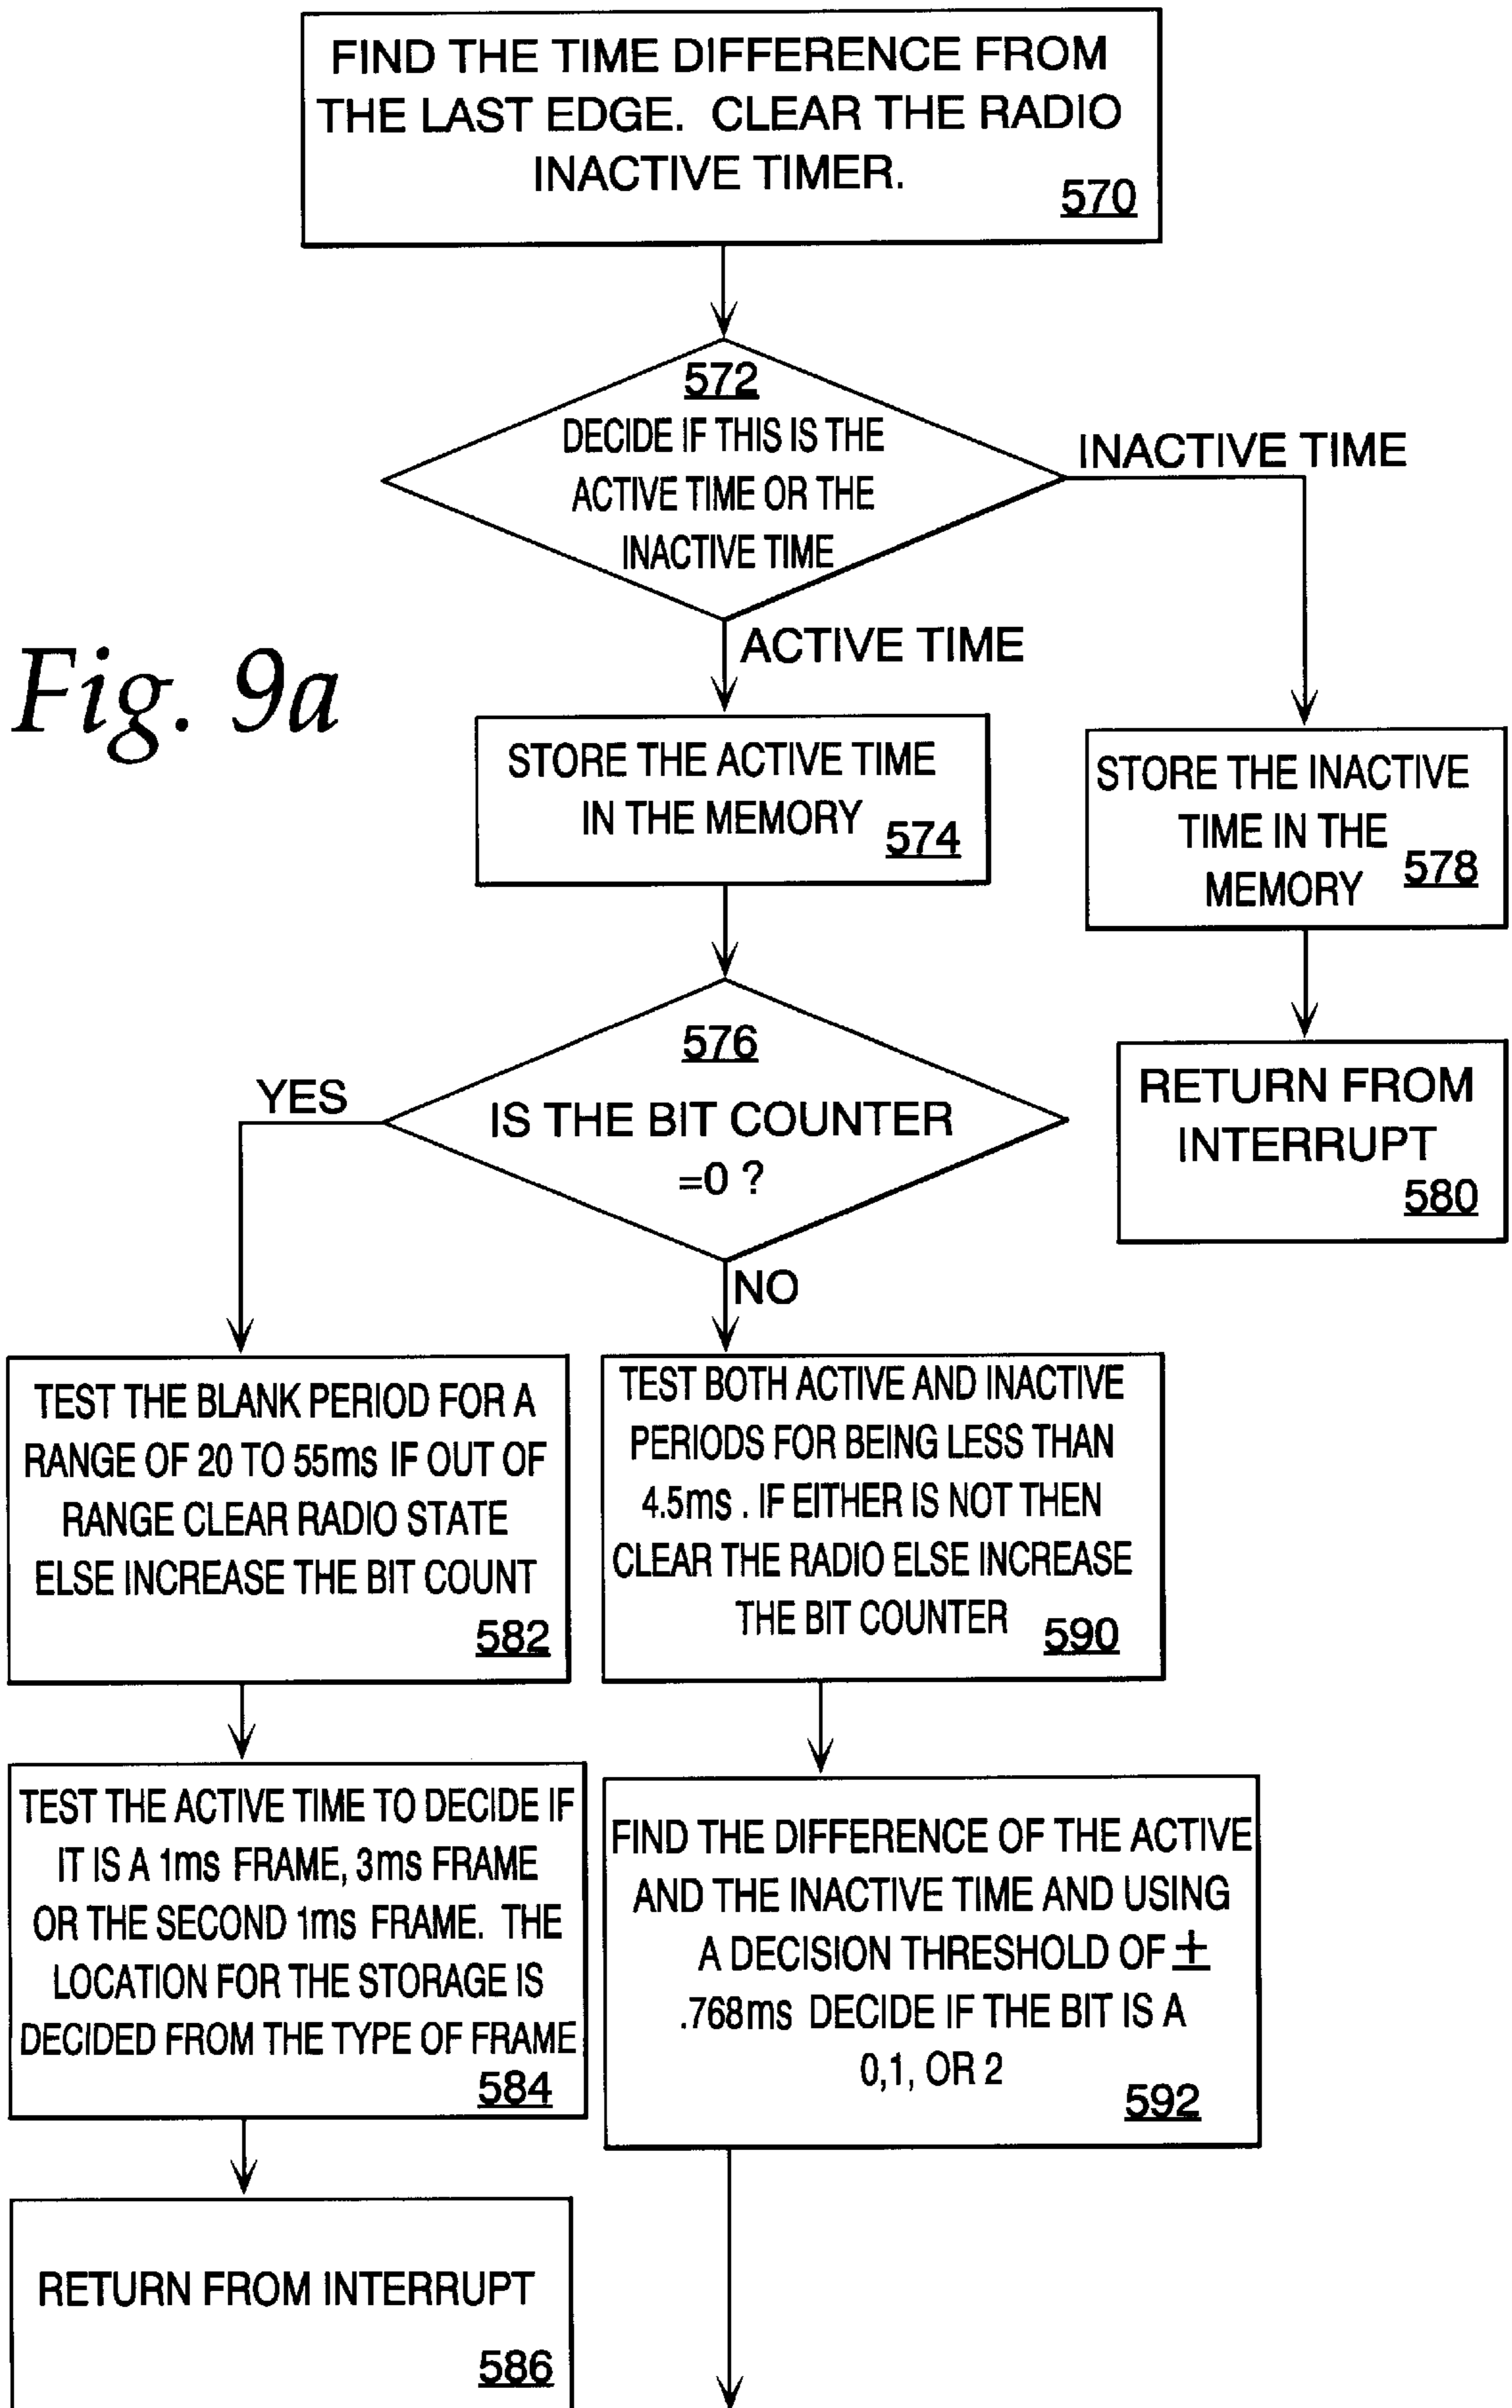 FIND THE TIME DIFFERENCE FROM
THE LAST EDGE. CLEAR THE RADIO
INACTIVE TIMER.
570
572
DECIDE IF THIS IS THE
ACTIVE TIME OR THE
INACTIVE TIME
INACTIVE TIME
ACTIVE TIME
Fig. 9a
STORE THE ACTIVE TIME
IN THE MEMORY
574
STORE THE INACTIVE
TIME IN THE
MEMORY
578
576
IS THE BIT COUNTER
=0 ?
YES
NO
RETURN FROM
INTERRUPT
580
TEST THE BLANK PERIOD FOR A
RANGE OF 20 TO 55ms IF OUT OF
RANGE CLEAR RADIO STATE
ELSE INCREASE THE BIT COUNT
582
TEST BOTH ACTIVE AND INACTIVE
PERIODS FOR BEING LESS THAN
4.5ms . IF EITHER IS NOT THEN
CLEAR THE RADIO ELSE INCREASE
THE BIT COUNTER
590
TEST THE ACTIVE TIME TO DECIDE IF
IT IS A 1ms FRAME, 3ms FRAME
OR THE SECOND 1ms FRAME. THE
LOCATION FOR THE STORAGE IS
DECIDED FROM THE TYPE OF FRAME
584
FIND THE DIFFERENCE OF THE ACTIVE
AND THE INACTIVE TIME AND USING
A DECISION THRESHOLD OF ±
.768ms DECIDE IF THE BIT IS A
0,1, OR 2
592
RETURN FROM INTERRUPT
586